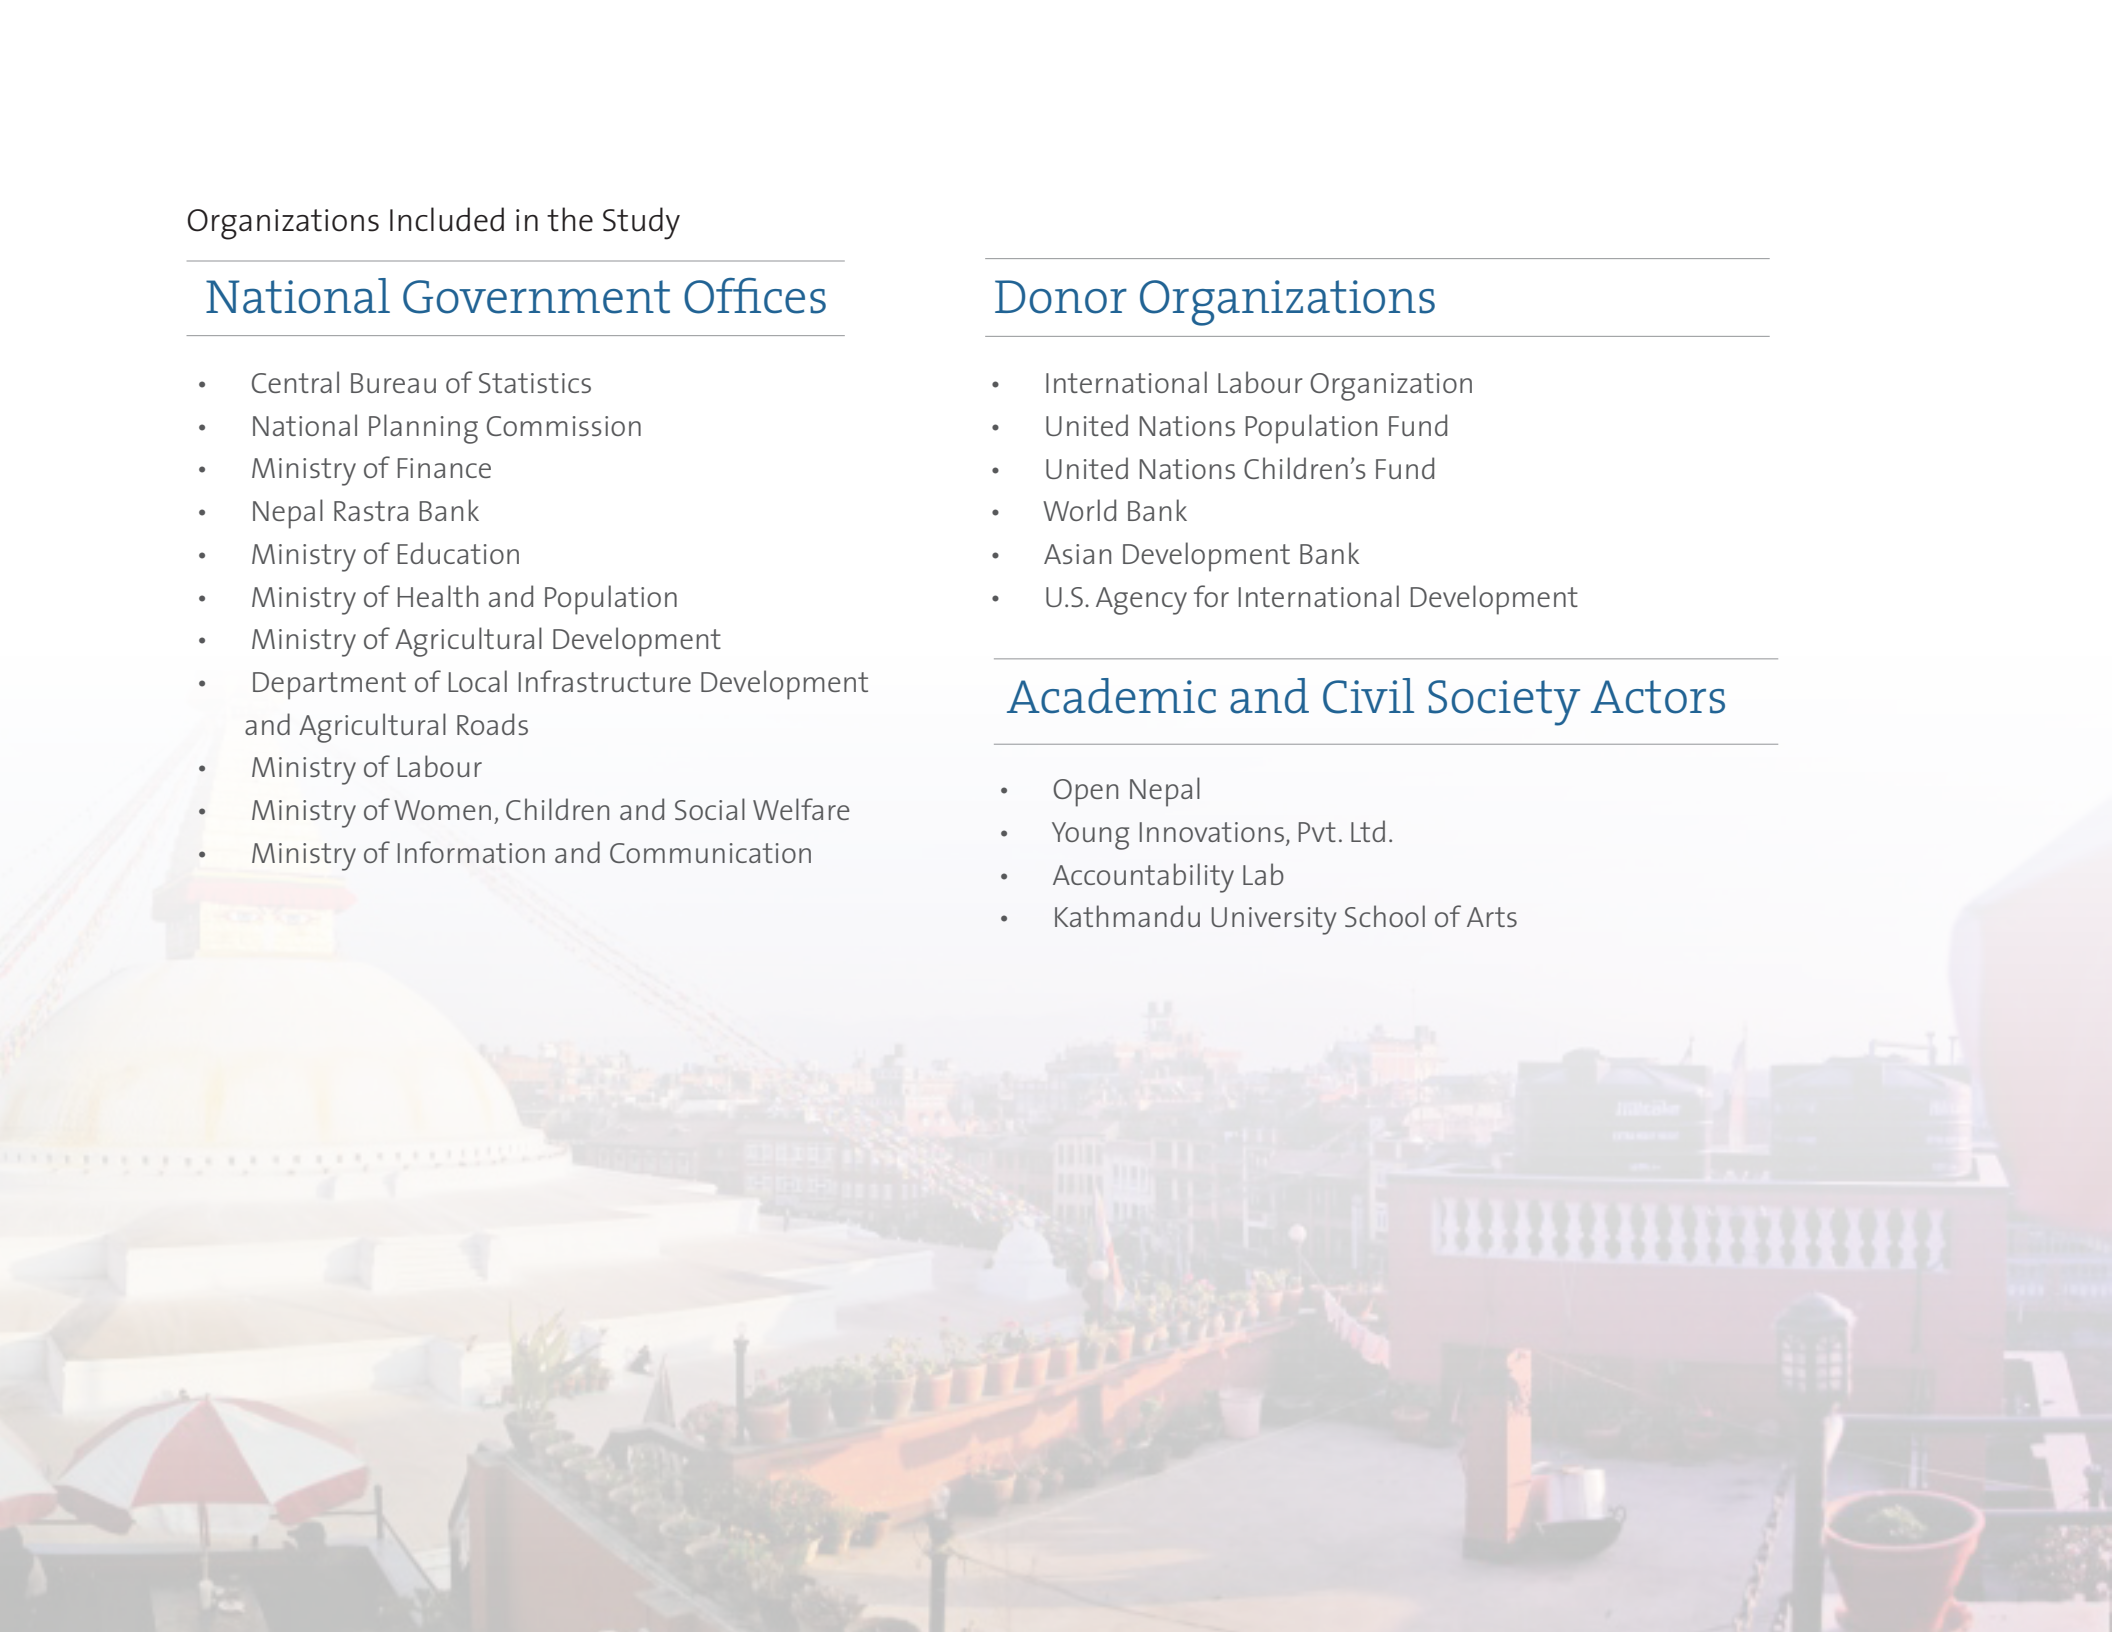 Organizations Included in the Study
National Government Offices
• Central Bureau of Statistics
• National Planning Commission
• Ministry of Finance
• Nepal Rastra Bank
• Ministry of Education
• Ministry of Health and Population
• Ministry of Agricultural Development
• Department of Local Infrastructure Development
and Agricultural Roads
• Ministry of Labour
• Ministry of Women, Children and Social Welfare
• Ministry of Information and Communication
Donor Organizations
• International Labour Organization
• United Nations Population Fund
• United Nations Children’s Fund
• World Bank
• Asian Development Bank
• U.S. Agency for International Development
Academic and Civil Society Actors
• Open Nepal
• Young Innovations, Pvt. Ltd.
• Accountability Lab
• Kathmandu University School of Arts